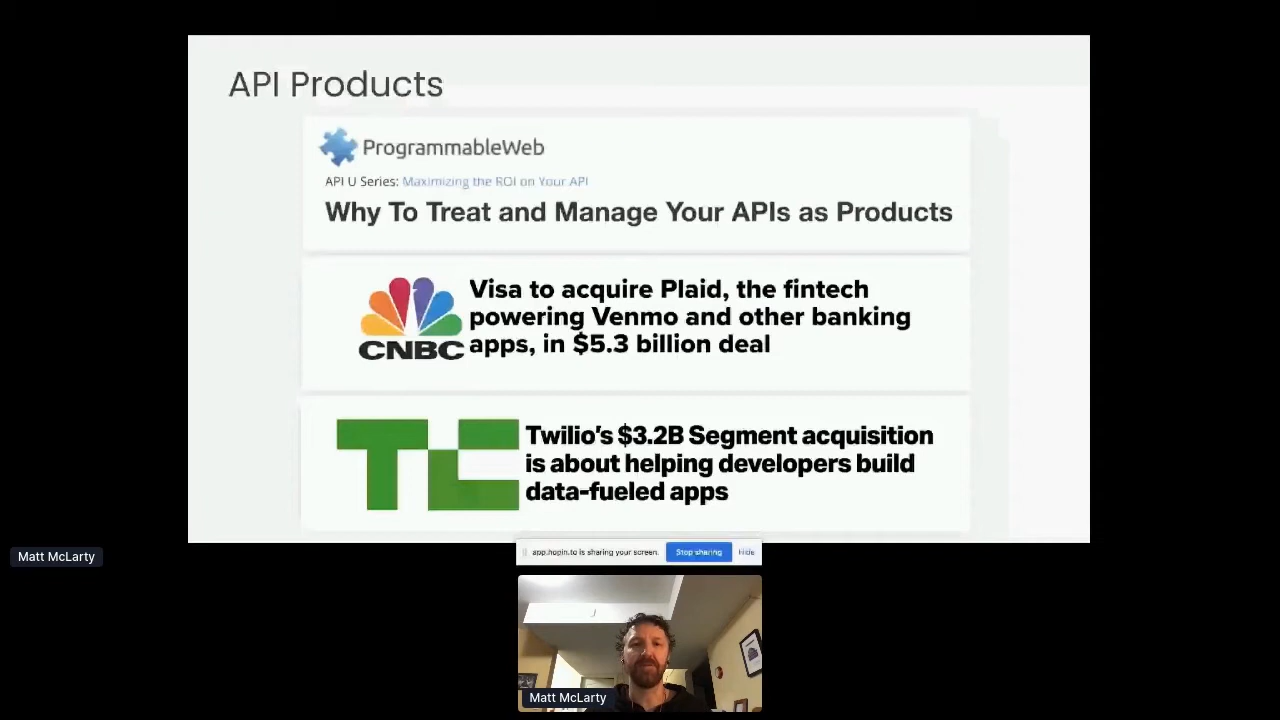 API Products
ProgrammableWeb
API U Series: Maximizing the ROI on Your API
Why To Treat and Manage Your APIs as Products
CNBC
Visa to acquire Plaid, the fintech
powering Venmo and other banking
apps, in $5.3 billion deal
TC
Twilio’s $3.2B Segment acquisition
is about helping developers build
data-fueled apps
Matt McLarty
app.hopin.to is sharing your screen.
Stop sharing
Hide
Matt McLarty